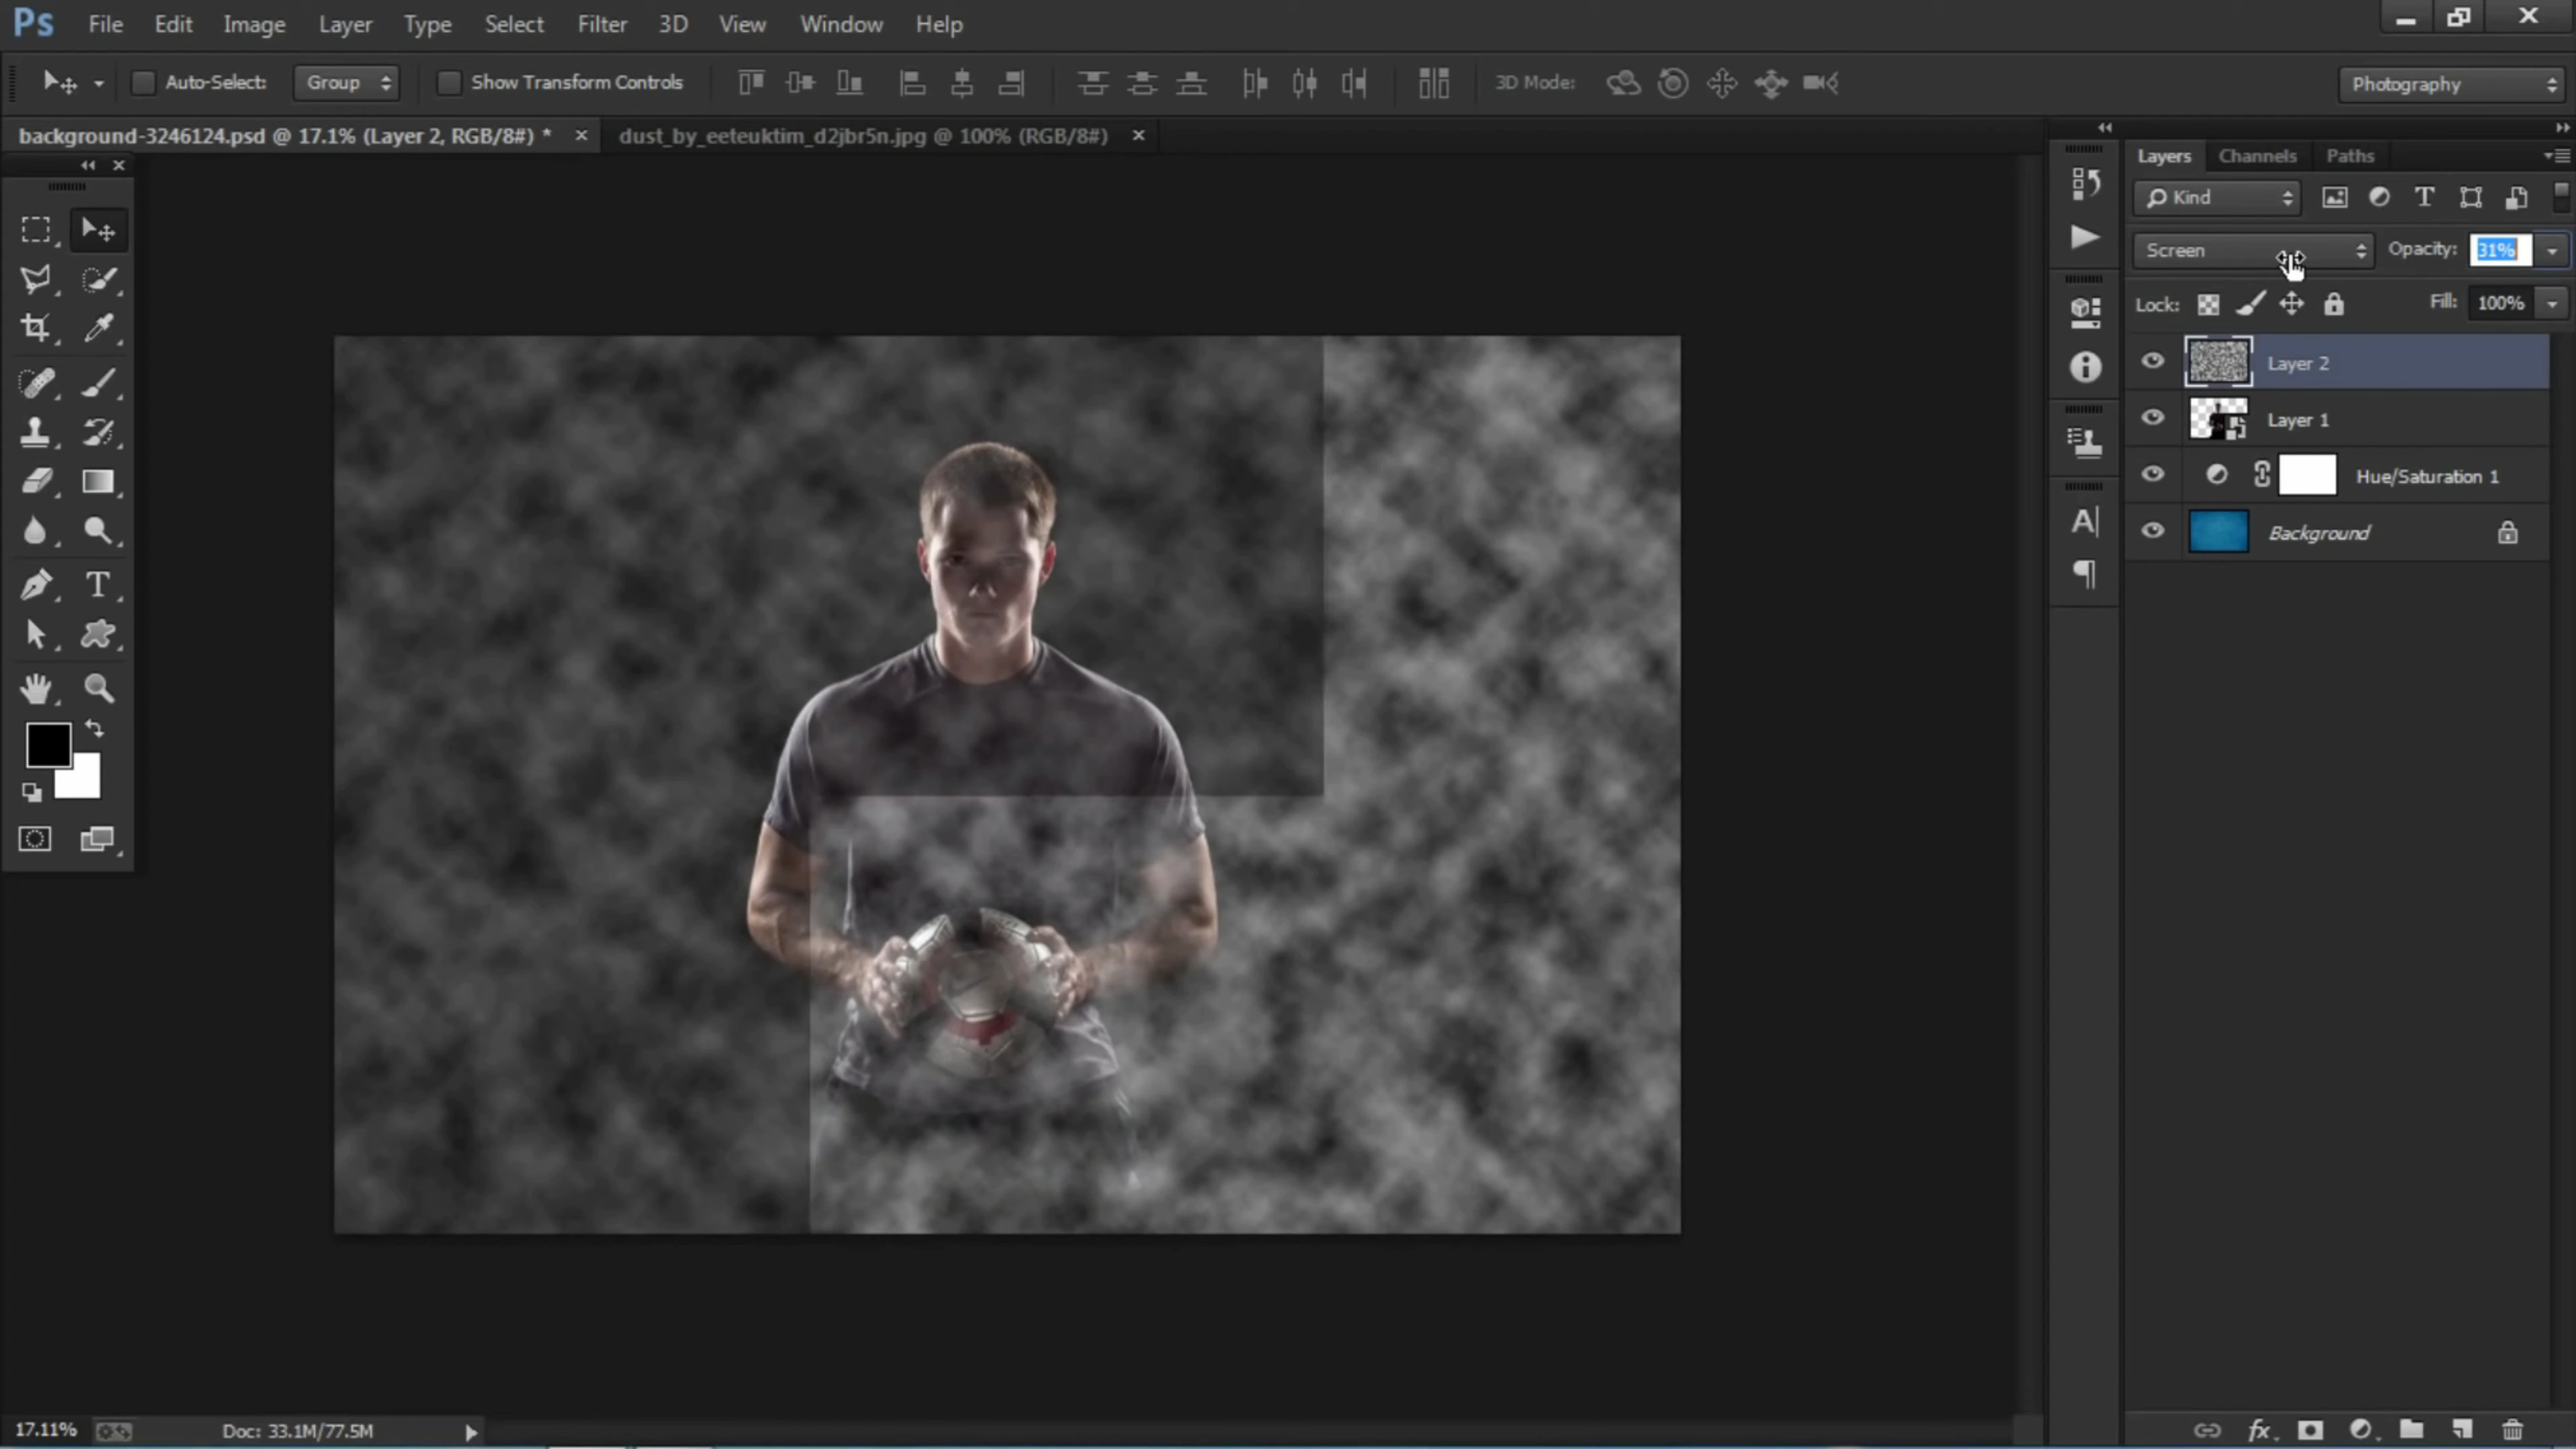 Ps File Edit Image Layer Type Select Filter 3D View Window Help
Auto-Select: Group Show Transform Controls 3D Mode: Photography
background-3246124.psd @ 17.1% (Layer 2, RGB/8#) * × dust_by_eeteuktim_d2jbr5n.jpg @ 100% (RGB/8#) ×
Layers Channels Paths
Kind
Screen Opacity: 31%
Lock: Fill: 100%
Layer 2
Layer 1
Hue/Saturation 1
Background
17.11% Doc: 33.1M/77.5M